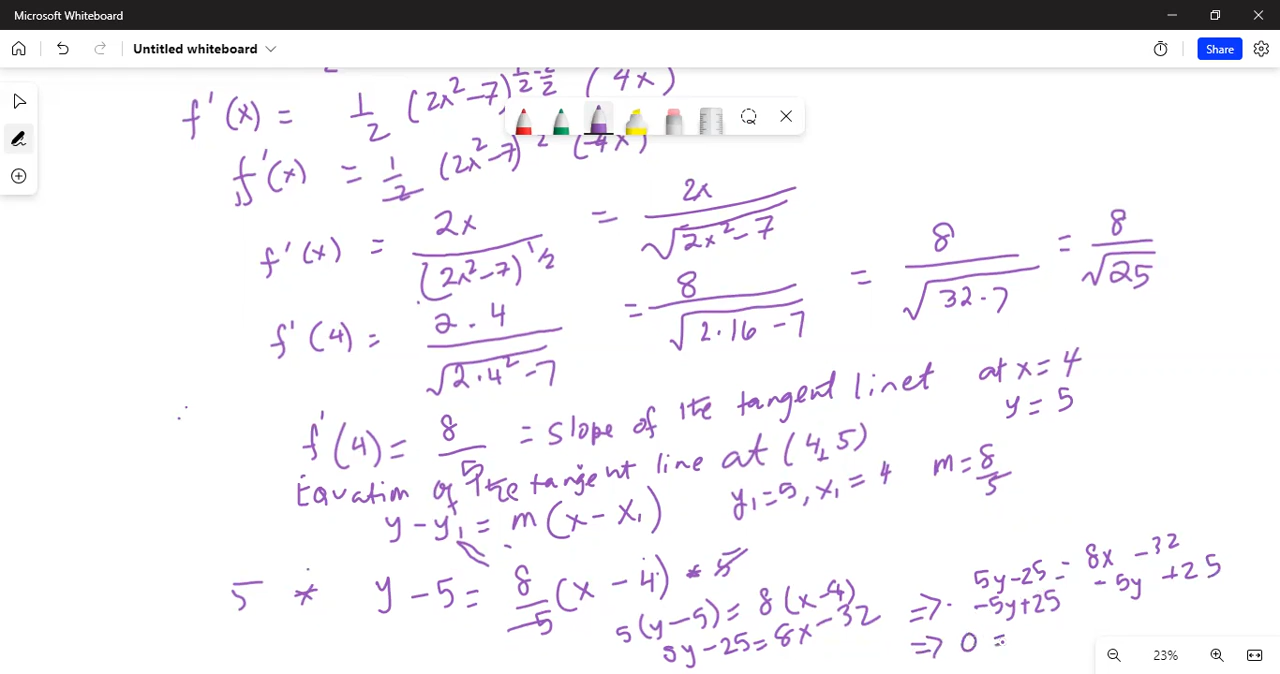 Microsoft Whiteboard
Untitled whiteboard
Share
f'(x) = 1/2 (2x²-7)^(1/2 - 2/2) (4x)
f'(x) = 1/2 (2x²-7) (4x)
f'(x) = 2x/(2x²-7)^1/2 = 2x/√(2x²-7)
f'(4) = 2·4/√(2·4²-7) = 8/√(2·16-7) = 8/√(32-7) = 8/√25
f'(4) = 8/5 = slope of the tangent linet at x = 4
y = 5
Equation of the tangent line at (4, 5)
y₁ = 5, x₁ = 4 m = 8/5
y - y₁ = m(x - x₁)
5 * y - 5 = 8/5 (x - 4) * 5
5(y-5) = 8(x-4)
5y-25 = 8x-32
=> 5y-25 = 8x -32
-5y+25 -5y +25
=> 0 =
23%